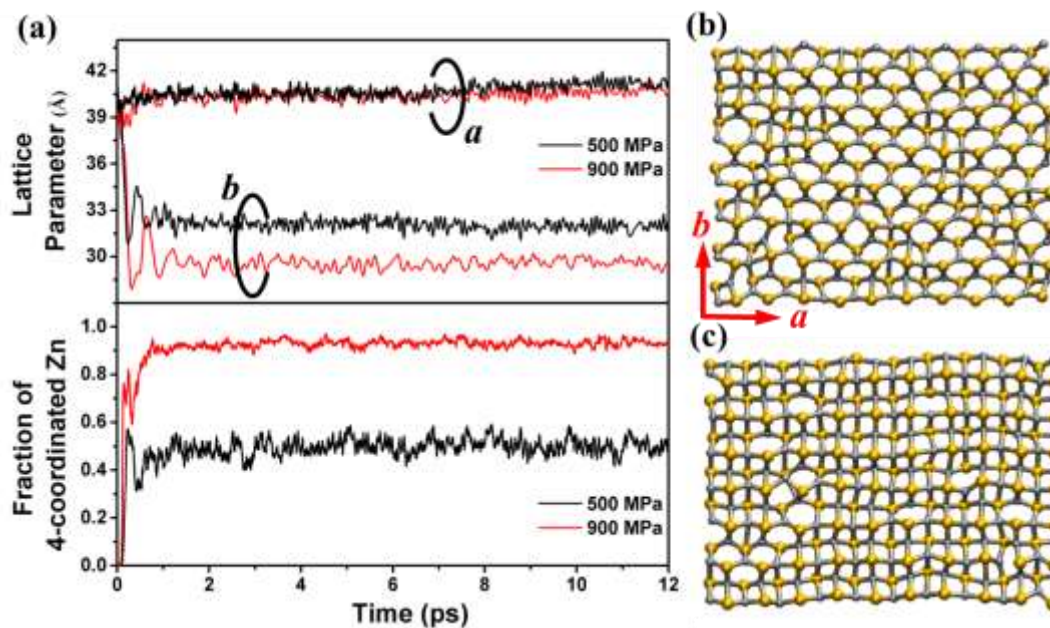 (a)
42
39
36
33
30
Lattice
Parameter (Å)
a
b
500 MPa
900 MPa
1.0
0.8
0.6
0.4
0.2
0.0
Fraction of
4-coordinated Zn
500 MPa
900 MPa
0 2 4 6 8 10 12
Time (ps)
(b)
b
a
(c)